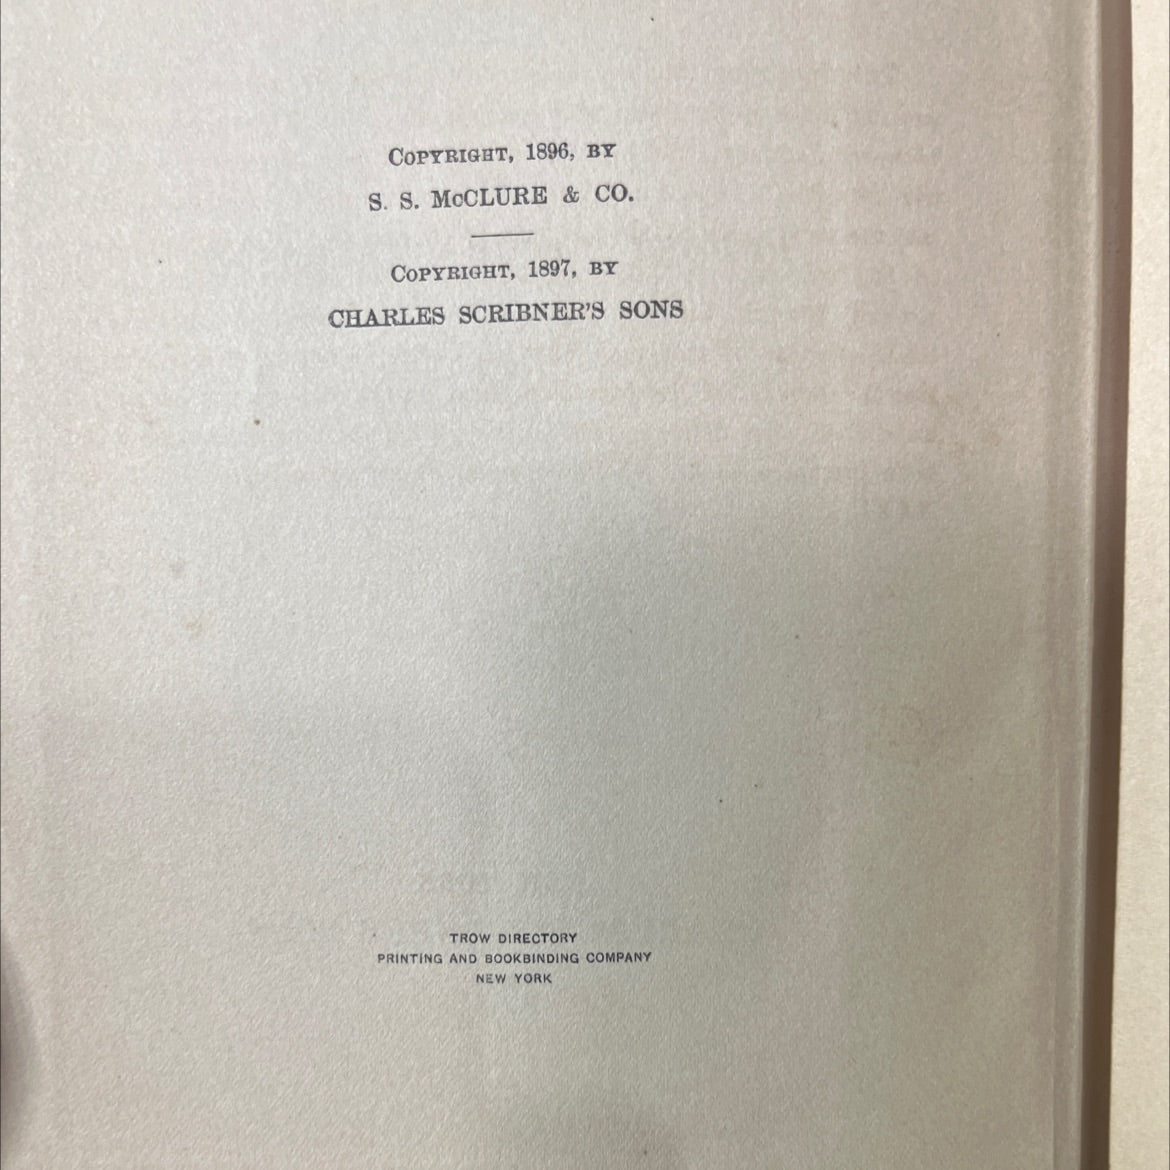 COPYRIGHT, 1896, BY
S. S. McCLURE & CO.
COPYRIGHT, 1897, BY
CHARLES SCRIBNER'S SONS
TROW DIRECTORY
PRINTING AND BOOKBINDING COMPANY
NEW YORK